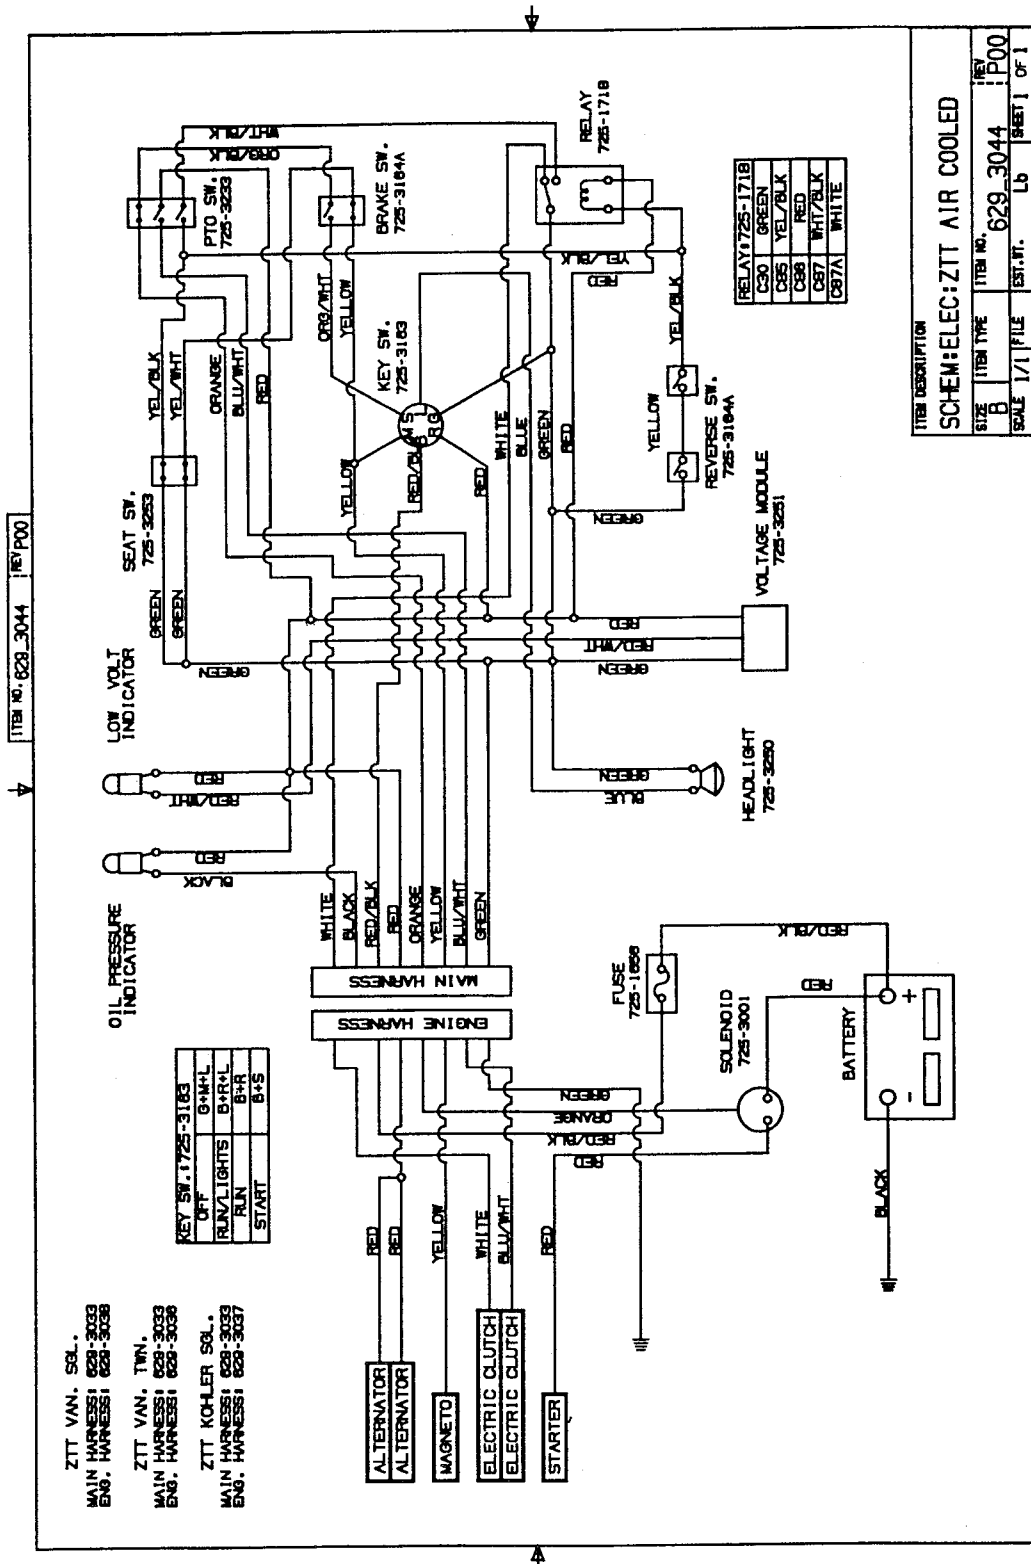 ITEM NO. 629_3044
REV P00
ZTT VAN. SGL.
MAIN HARNESS: 629-3033
ENG. HARNESS: 629-3038
ZTT VAN. TWN.
MAIN HARNESS: 629-3033
ENG. HARNESS: 629-3036
ZTT KOHLER SGL.
MAIN HARNESS: 629-3033
ENG. HARNESS: 629-3037
KEY SW.:725-3163
OFF G+M+L
RUN/LIGHTS B+R+L
RUN B+R
START B+S
OIL PRESSURE
INDICATOR
BLACK
RED
LOW VOLT
INDICATOR
RED/WHT
RED
SEAT SW.
725-3253
GREEN
GREEN
GREEN
YEL/BLK
YEL/WHT
ORANGE
BLU/WHT
RED
PTO SW.
725-3233
ORG/BLK
WHT/BLK
ORG/WHT
YELLOW
BRAKE SW.
725-3164A
KEY SW.
725-3163
M S
B L
R G
YELLOW
RED/BLK
RED
WHITE
BLUE
GREEN
RED
YEL/BLK
RED
RELAY
725-1718
YELLOW
YEL/BLK
REVERSE SW.
725-3164A
GREEN
RELAY:725-1718
C30 GREEN
C85 YEL/BLK
C86 RED
C87 WHT/BLK
C87A WHITE
GREEN
RED/WHT
RED
VOLTAGE MODULE
725-3251
BLUE
GREEN
HEADLIGHT
725-3250
WHITE
BLACK
RED/BLK
RED
ORANGE
YELLOW
BLU/WHT
GREEN
MAIN HARNESS
ENGINE HARNESS
ALTERNATOR
ALTERNATOR
MAGNETO
ELECTRIC CLUTCH
ELECTRIC CLUTCH
STARTER
RED
RED
YELLOW
WHITE
BLU/WHT
RED
RED
RED/BLK
ORANGE
GREEN
FUSE
725-1658
RED/BLK
SOLENOID
725-3001
RED
BATTERY
- +
BLACK
ITEM DESCRIPTION
SCHEM:ELEC:ZTT AIR COOLED
SIZE B
ITEM TYPE
ITEM NO. 629_3044
REV P00
SCALE 1/1
FILE
EST.WT. Lb
SHEET 1 OF 1